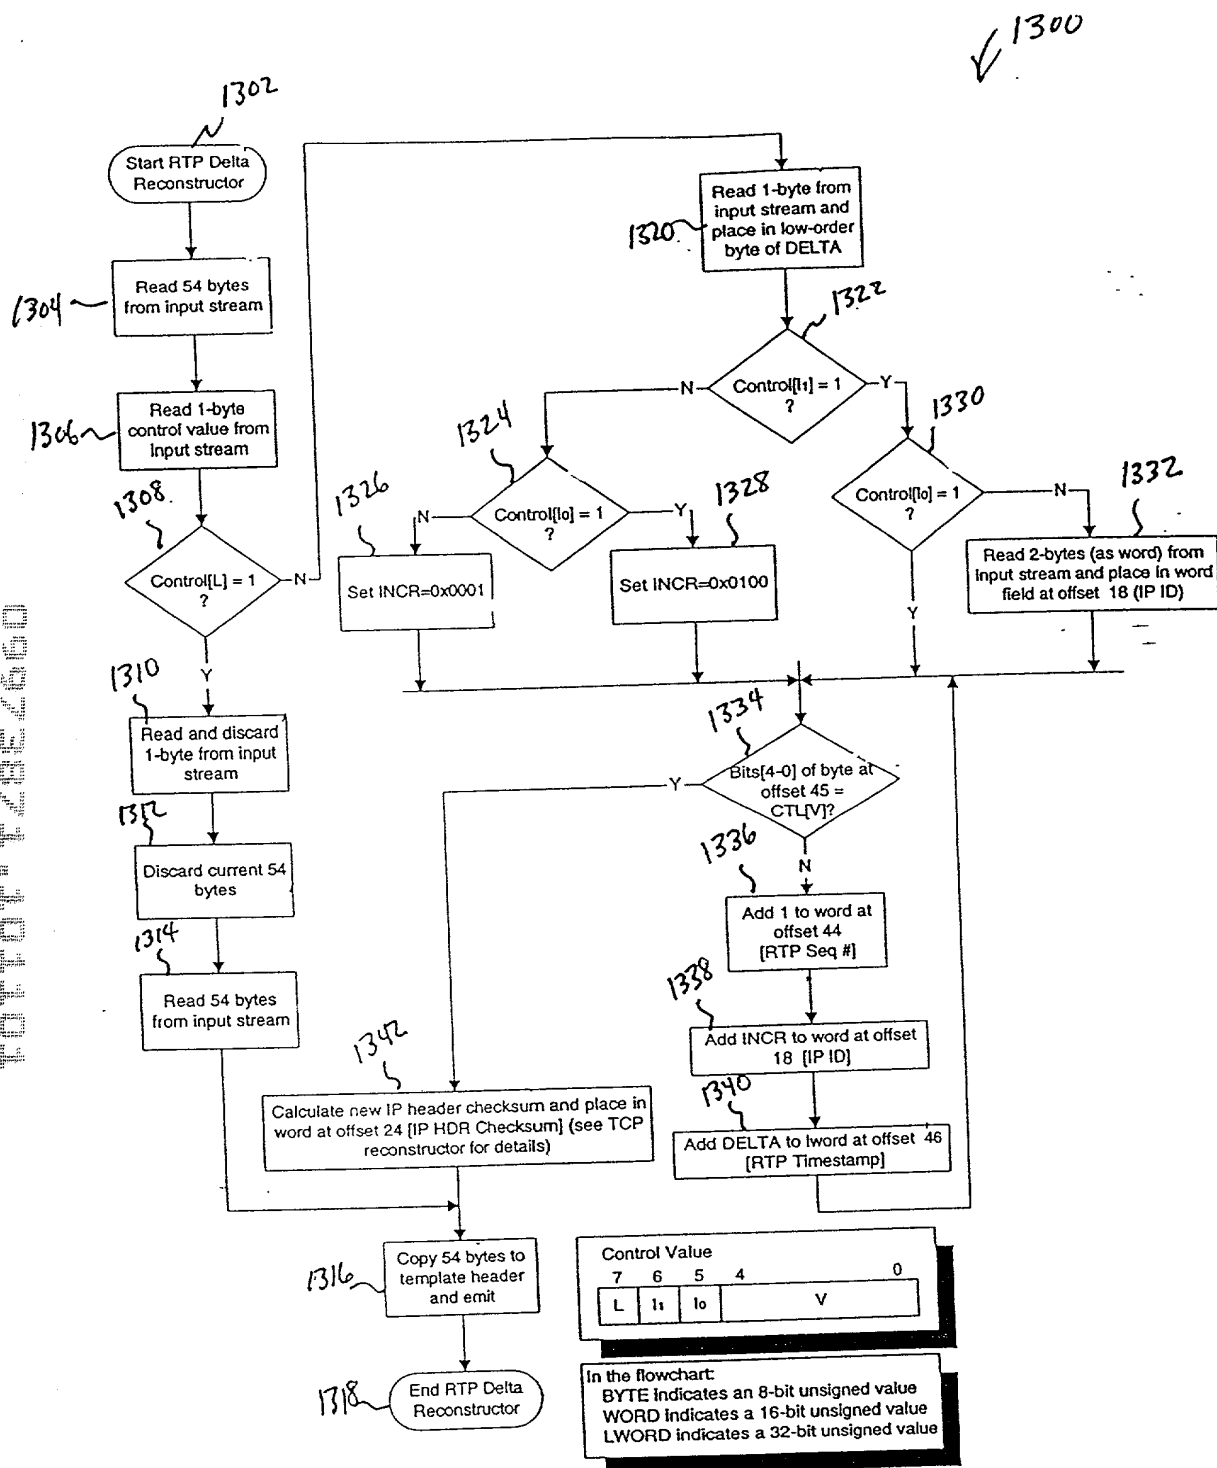 1300
1302
Start RTP Delta
Reconstructor
1304
Read 54 bytes
from input stream
1306
Read 1-byte
control value from
input stream
1308
Control[L] = 1
?
N
Y
1310
Read and discard
1-byte from input
stream
1312
Discard current 54
bytes
1314
Read 54 bytes
from input stream
1316
Copy 54 bytes to
template header
and emit
1318
End RTP Delta
Reconstructor
1320
Read 1-byte from
input stream and
place in low-order
byte of DELTA
1322
Control[I1] = 1
?
N
Y
1324
Control[I0] = 1
?
N
Y
1326
Set INCR=0x0001
1328
Set INCR=0x0100
1330
Control[I0] = 1
?
N
Y
1332
Read 2-bytes (as word) from
input stream and place in word
field at offset 18 (IP ID)
1334
Bits[4-0] of byte at
offset 45 =
CTL[V]?
Y
N
1336
Add 1 to word at
offset 44
[RTP Seq #]
1338
Add INCR to word at offset
18 [IP ID]
1340
Add DELTA to lword at offset 46
[RTP Timestamp]
1342
Calculate new IP header checksum and place in
word at offset 24 [IP HDR Checksum] (see TCP
reconstructor for details)
Control Value
7 6 5 4 0
L I1 I0 V
In the flowchart:
BYTE indicates an 8-bit unsigned value
WORD indicates a 16-bit unsigned value
LWORD indicates a 32-bit unsigned value